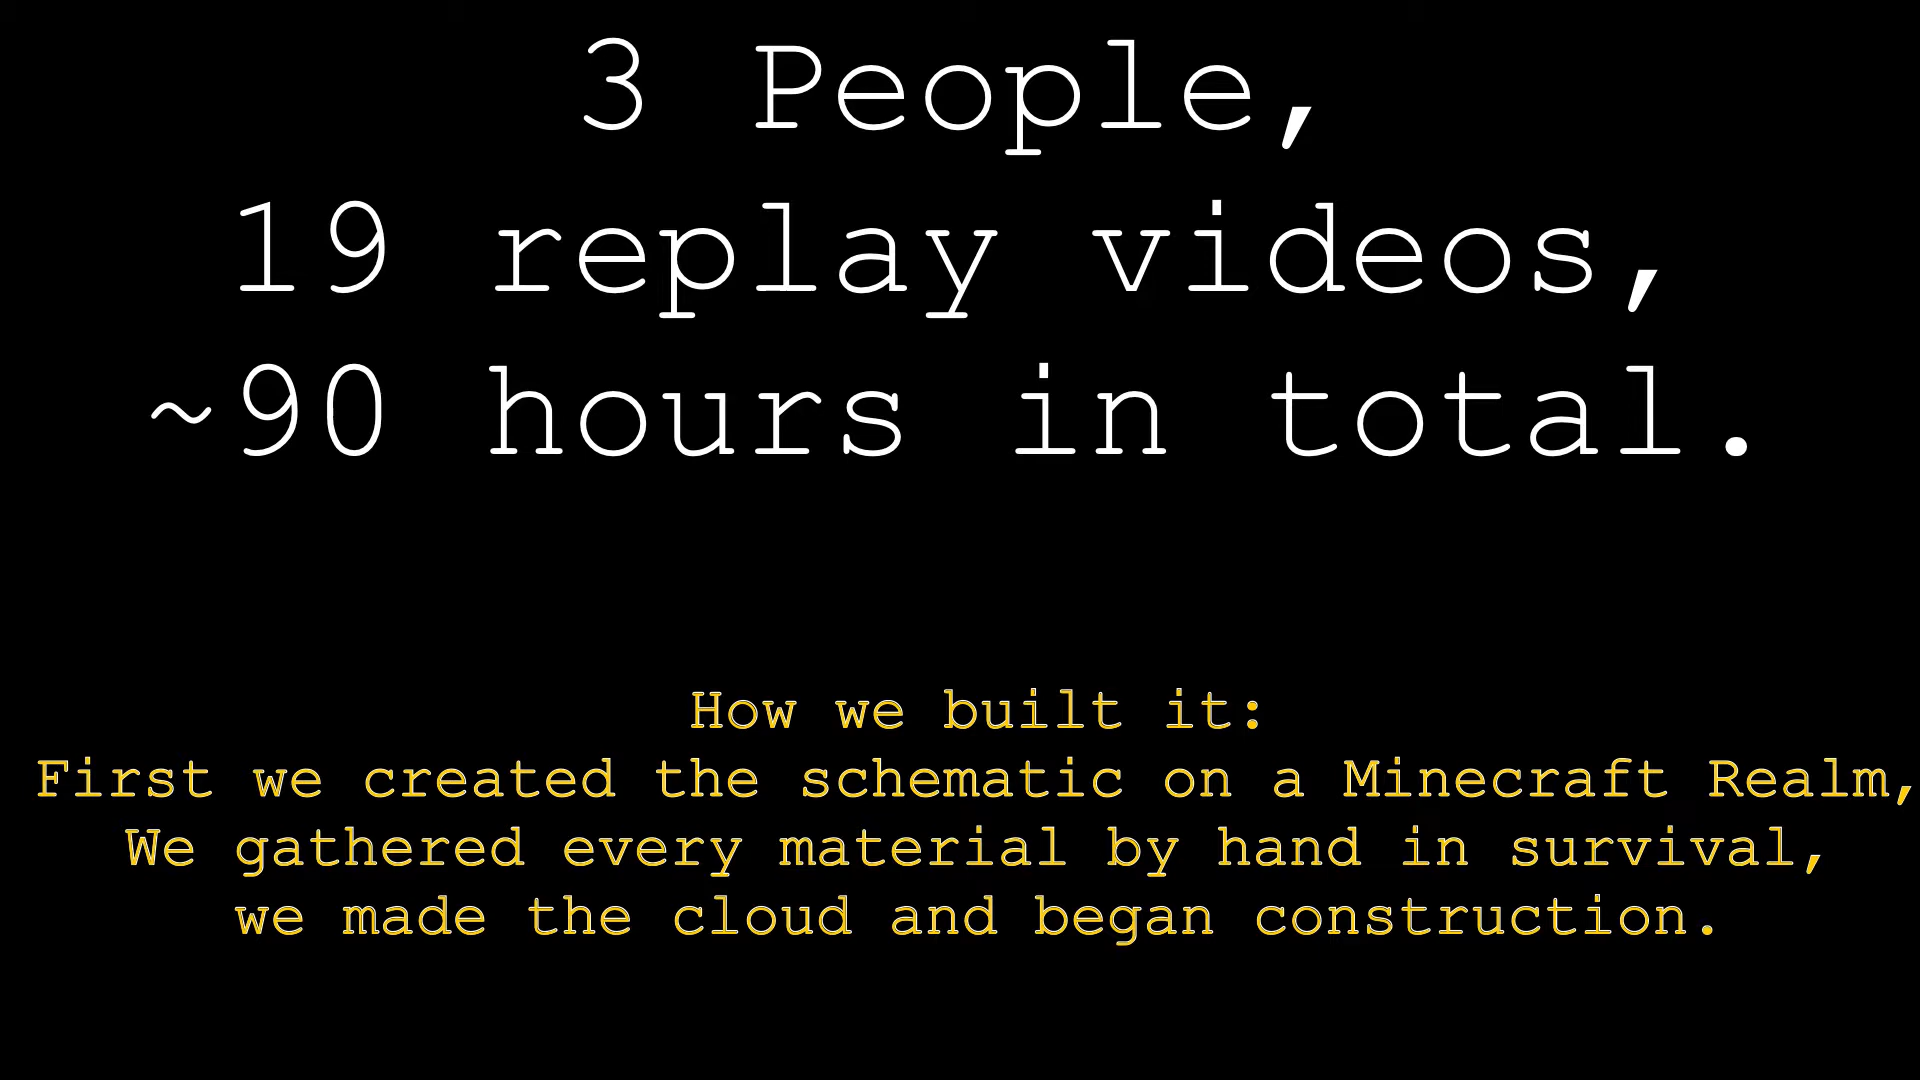 3 People,
19 replay videos,
~90 hours in total.
How we built it:
First we created the schematic on a Minecraft Realm,
We gathered every material by hand in survival,
we made the cloud and began construction.